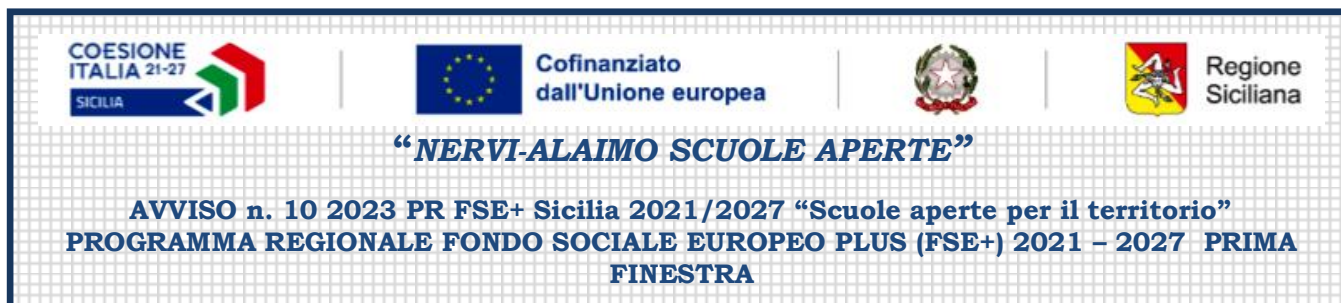 COESIONE
ITALIA 21-27
SICILIA
Cofinanziato
dall'Unione europea
Regione
Siciliana
“NERVI-ALAIMO SCUOLE APERTE”
AVVISO n. 10 2023 PR FSE+ Sicilia 2021/2027 “Scuole aperte per il territorio”
PROGRAMMA REGIONALE FONDO SOCIALE EUROPEO PLUS (FSE+) 2021 – 2027 PRIMA
FINESTRA